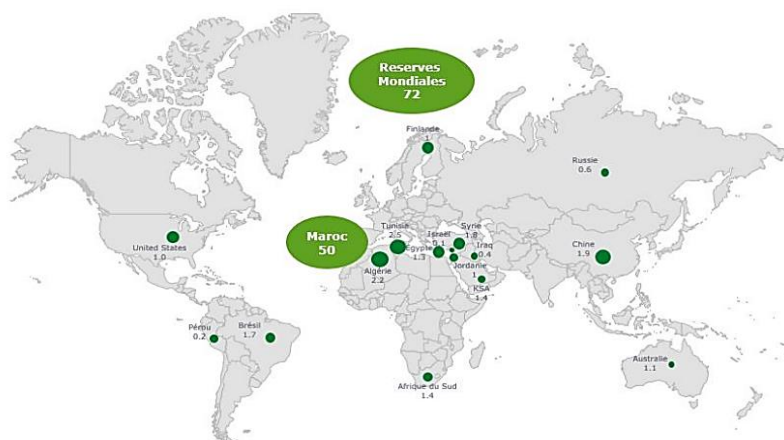 Reserves
Mondiales
72
Finlande
1
Russie
0.6
Maroc
50
Tunisia
2.5
Israël
0.1
Syrie
1.8
Egypte
1.3
Iraq
0.4
United States
1.0
Algérie
2.2
Jordanie
1
KSA
1.4
Chine
1.9
Pérou
0.2
Brésil
1.7
Australie
1.1
Afrique du Sud
1.4